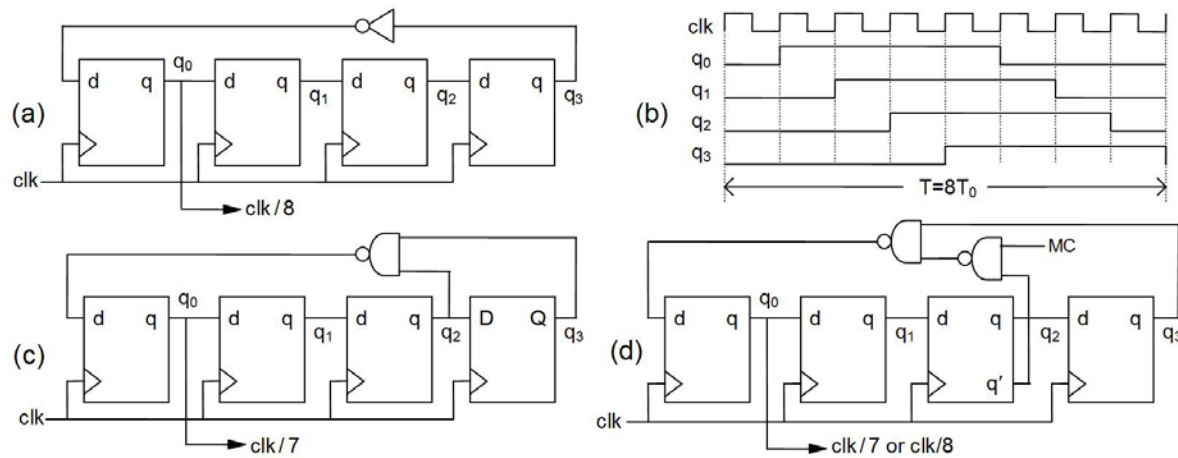 (a)
d q
q₀
d q
q₁
d q
q₂
d q
q₃
clk
clk/8
(b)
clk
q₀
q₁
q₂
q₃
T=8T₀
(c)
d q
q₀
d q
q₁
d q
q₂
D Q
q₃
clk
clk/7
(d)
MC
d q
q₀
d q
q₁
d q
q′
q₂
d q
q₃
clk
clk/7 or clk/8